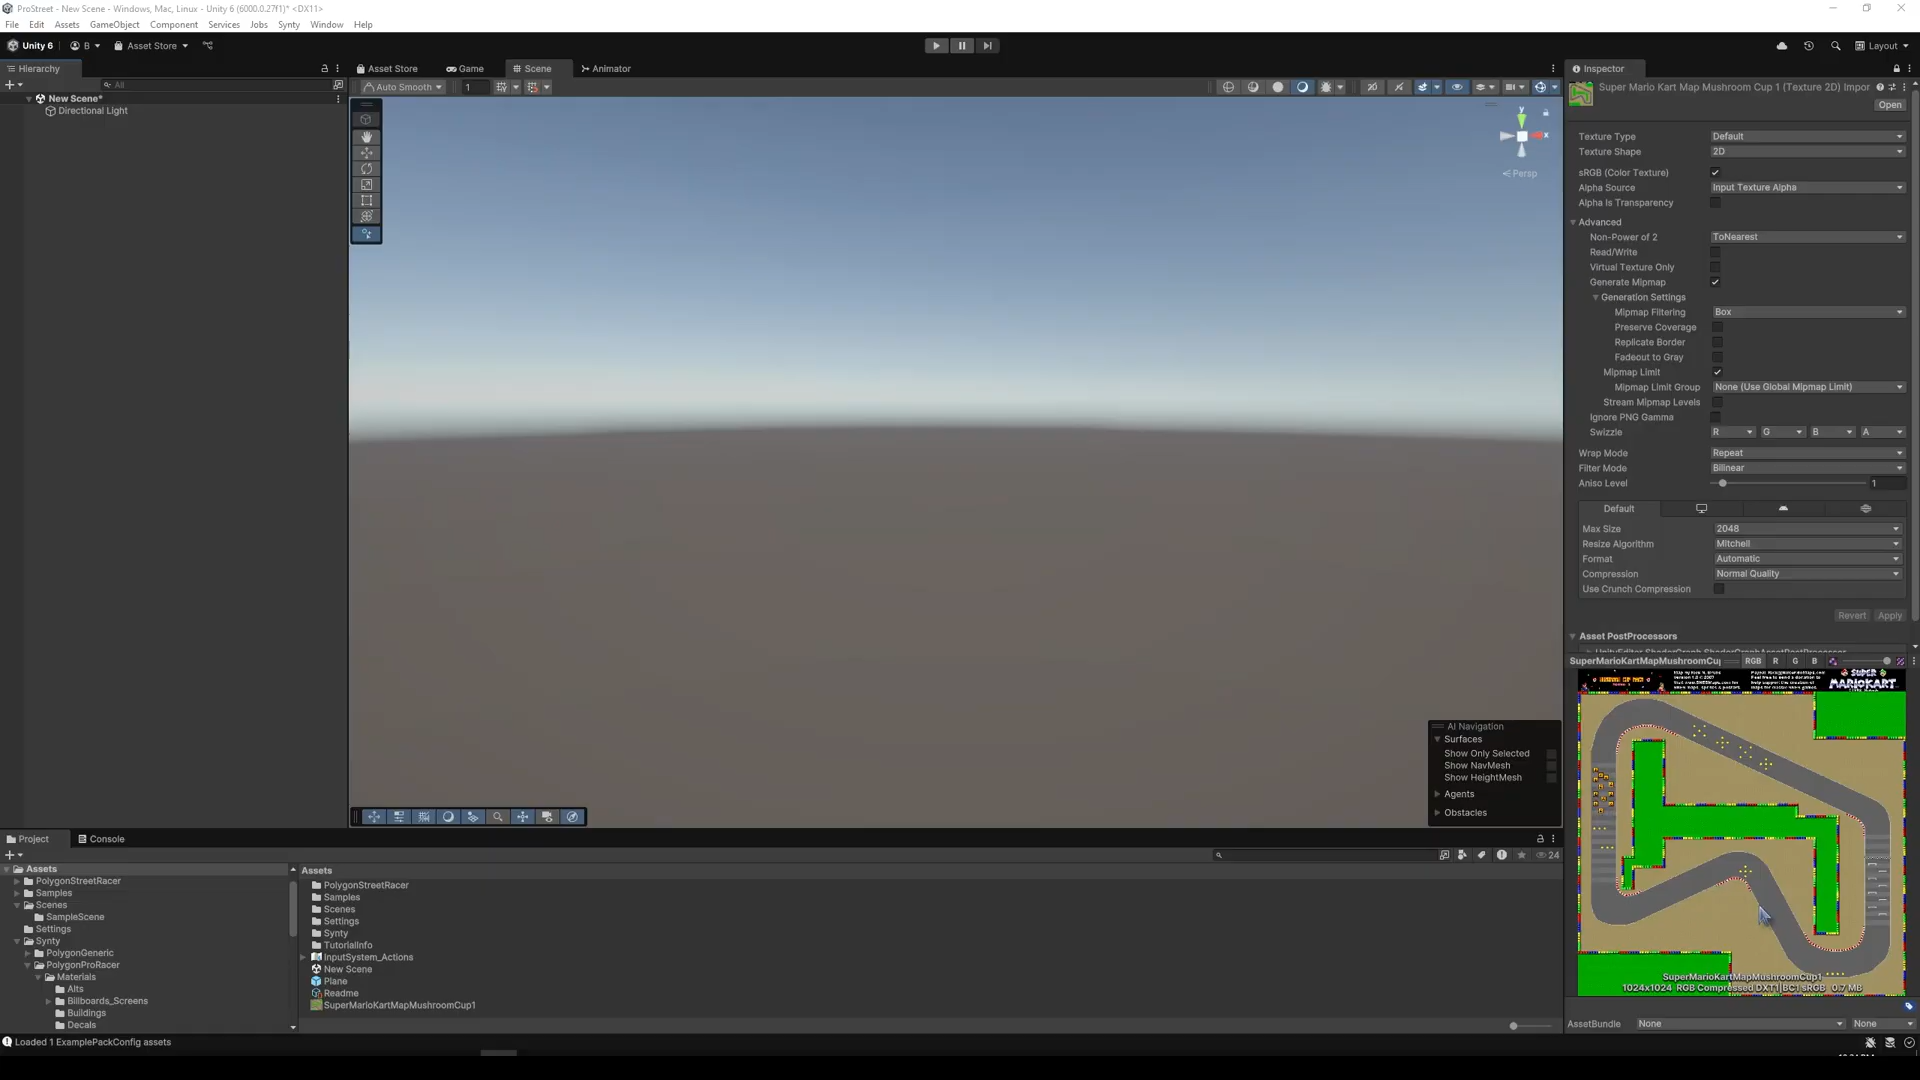 ProStreet - New Scene - Windows, Mac, Linux - Unity 6 (6000.0.27f1)* <DX11>
File Edit Assets GameObject Component Services Jobs Synty Window Help
Unity 6 B Asset Store Layout
Hierarchy
All
New Scene*
Directional Light
Asset Store Game Scene Animator
Auto Smooth 1
y
x
Persp
AI Navigation
Surfaces
Show Only Selected
Show NavMesh
Show HeightMesh
Agents
Obstacles
Inspector
Super Mario Kart Map Mushroom Cup 1 (Texture 2D) Impor
Open
Texture Type Default
Texture Shape 2D
sRGB (Color Texture)
Alpha Source Input Texture Alpha
Alpha Is Transparency
Advanced
Non-Power of 2 ToNearest
Read/Write
Virtual Texture Only
Generate Mipmap
Generation Settings
Mipmap Filtering Box
Preserve Coverage
Replicate Border
Fadeout to Gray
Mipmap Limit
Mipmap Limit Group None (Use Global Mipmap Limit)
Stream Mipmap Levels
Ignore PNG Gamma
Swizzle R G B A
Wrap Mode Repeat
Filter Mode Bilinear
Aniso Level 1
Default
Max Size 2048
Resize Algorithm Mitchell
Format Automatic
Compression Normal Quality
Use Crunch Compression
Revert Apply
Asset PostProcessors
SuperMarioKartMapMushroomCu RGB R G B
SUPER
MARIOKART
SuperMarioKartMapMushroomCup1
1024x1024 RGB Compressed DXT1|BC1 sRGB 0.7 MB
AssetBundle None None
Project Console
24
Assets
PolygonStreetRacer
Samples
Scenes
SampleScene
Settings
Synty
PolygonGeneric
PolygonProRacer
Materials
Alts
Billboards_Screens
Buildings
Decals
Assets
PolygonStreetRacer
Samples
Scenes
Settings
Synty
TutorialInfo
InputSystem_Actions
New Scene
Plane
Readme
SuperMarioKartMapMushroomCup1
Loaded 1 ExamplePackConfig assets